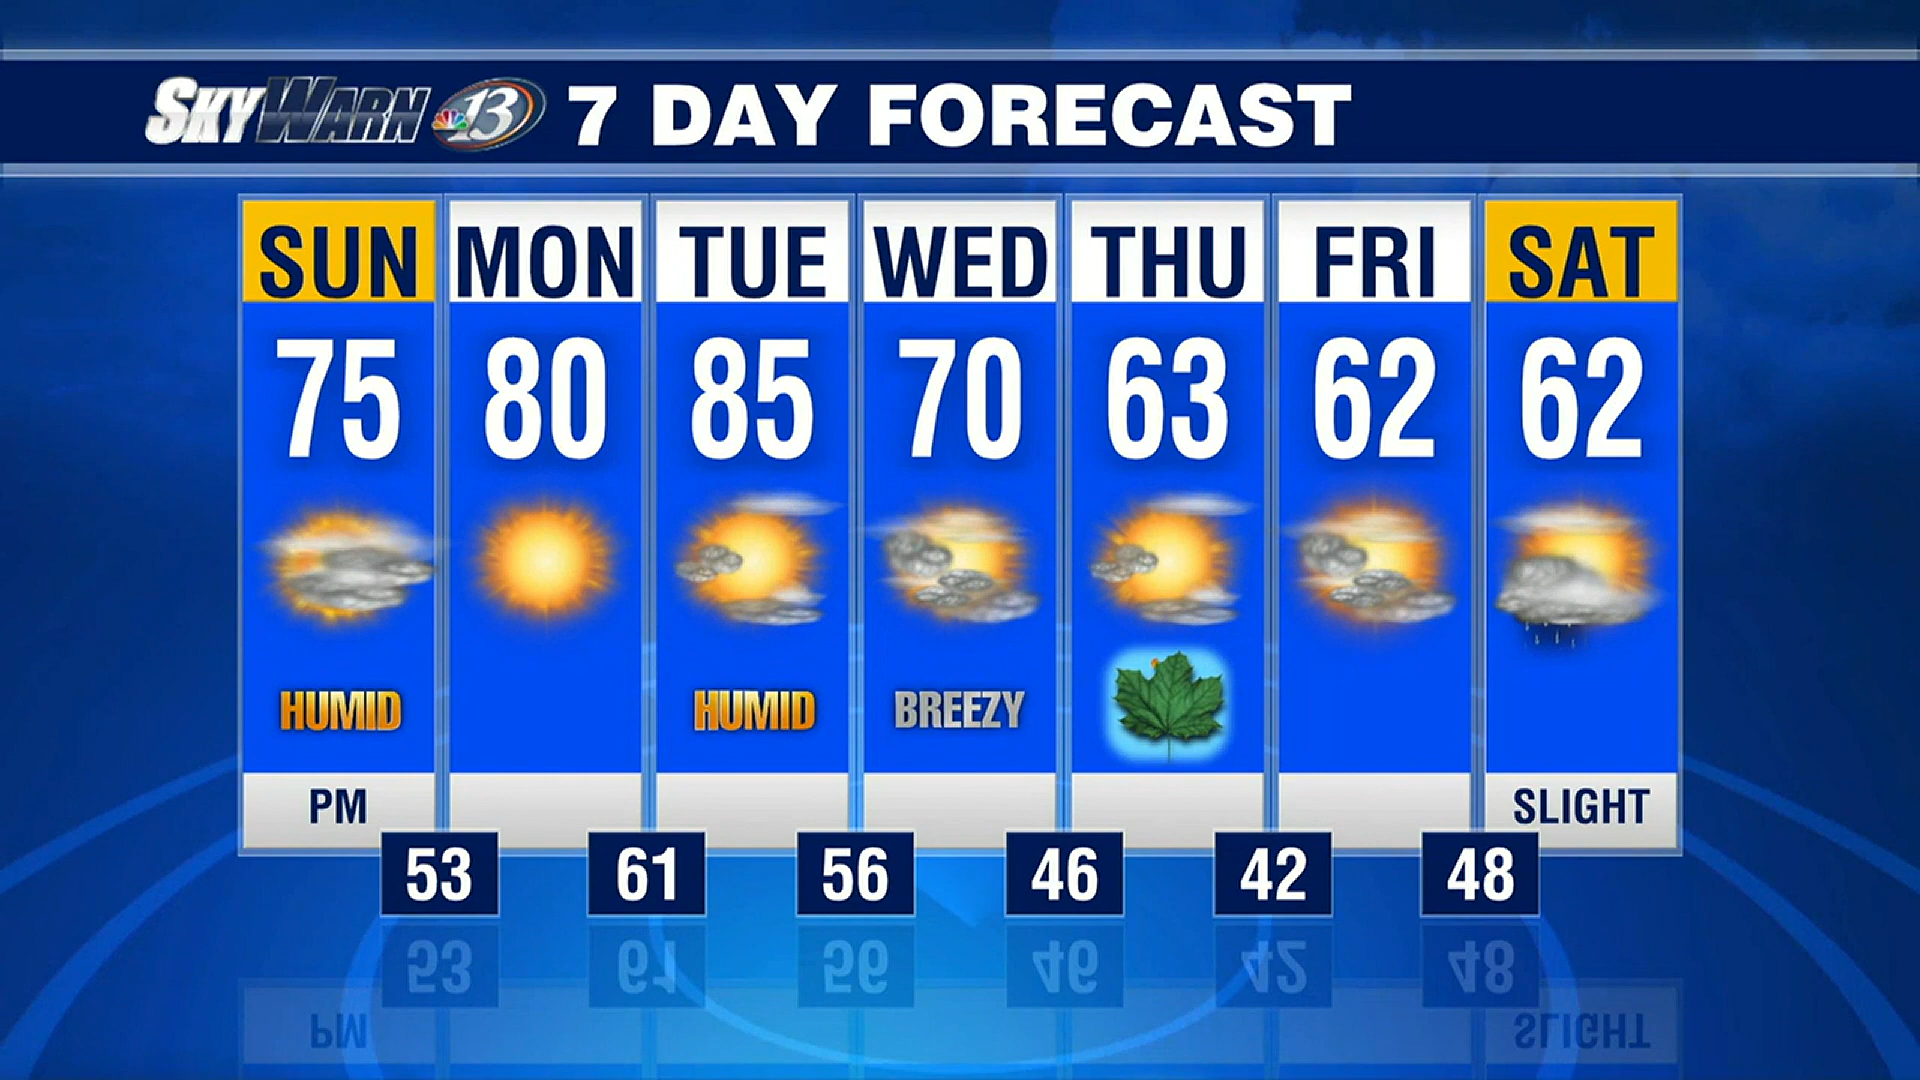 SKYWARN 13 7 DAY FORECAST
SUN MON TUE WED THU FRI SAT
75 80 85 70 63 62 62
HUMID HUMID BREEZY
PM SLIGHT
53 61 56 46 42 48